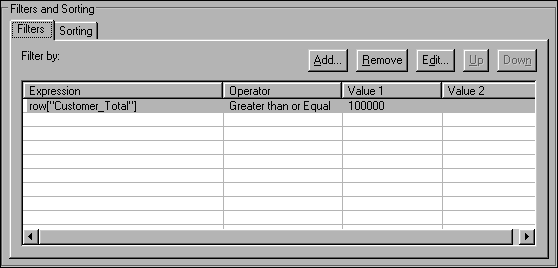 Filters and Sorting
Filters Sorting
Filter by: Add... Remove Edit... Up Down
Expression Operator Value 1 Value 2
row["Customer_Total"] Greater than or Equal 100000